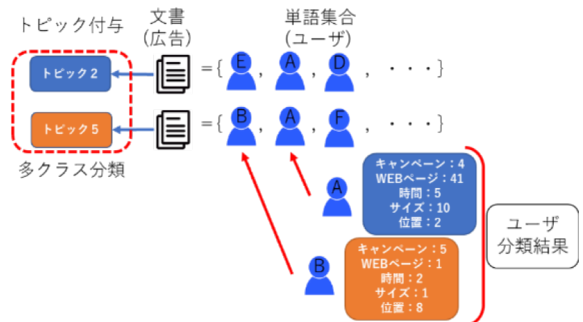 トピック付与
文書
(広告)
単語集合
(ユーザ)
トピック2
={ E , A , D , ・・・}
トピック5
={ B , A , F , ・・・}
多クラス分類
A
キャンペーン：4
WEBページ：41
時間：5
サイズ：10
位置：2
B
キャンペーン：5
WEBページ：1
時間：2
サイズ：1
位置：8
ユーザ
分類結果